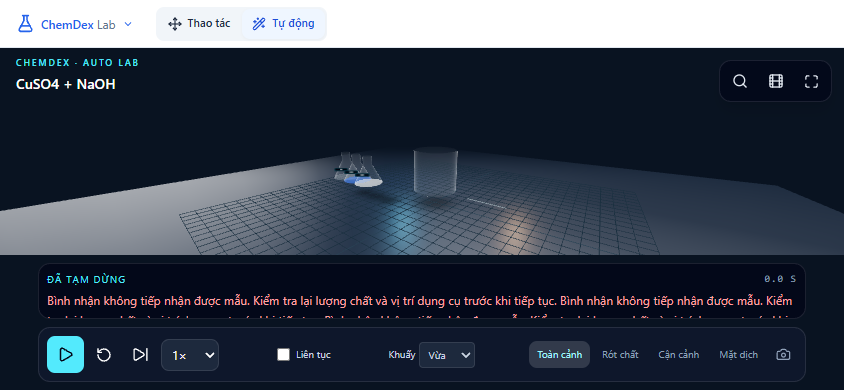 ChemDex Lab
Thao tác
Tự động
CHEMDEX · AUTO LAB
CuSO4 + NaOH
ĐÃ TẠM DỪNG
0.0 S
Bình nhận không tiếp nhận được mẫu. Kiểm tra lại lượng chất và vị trí dụng cụ trước khi tiếp tục. Bình nhận không tiếp nhận được mẫu. Kiểm
1×
Liên tục
Khuấy
Vừa
Toàn cảnh
Rót chất
Cận cảnh
Mặt dịch